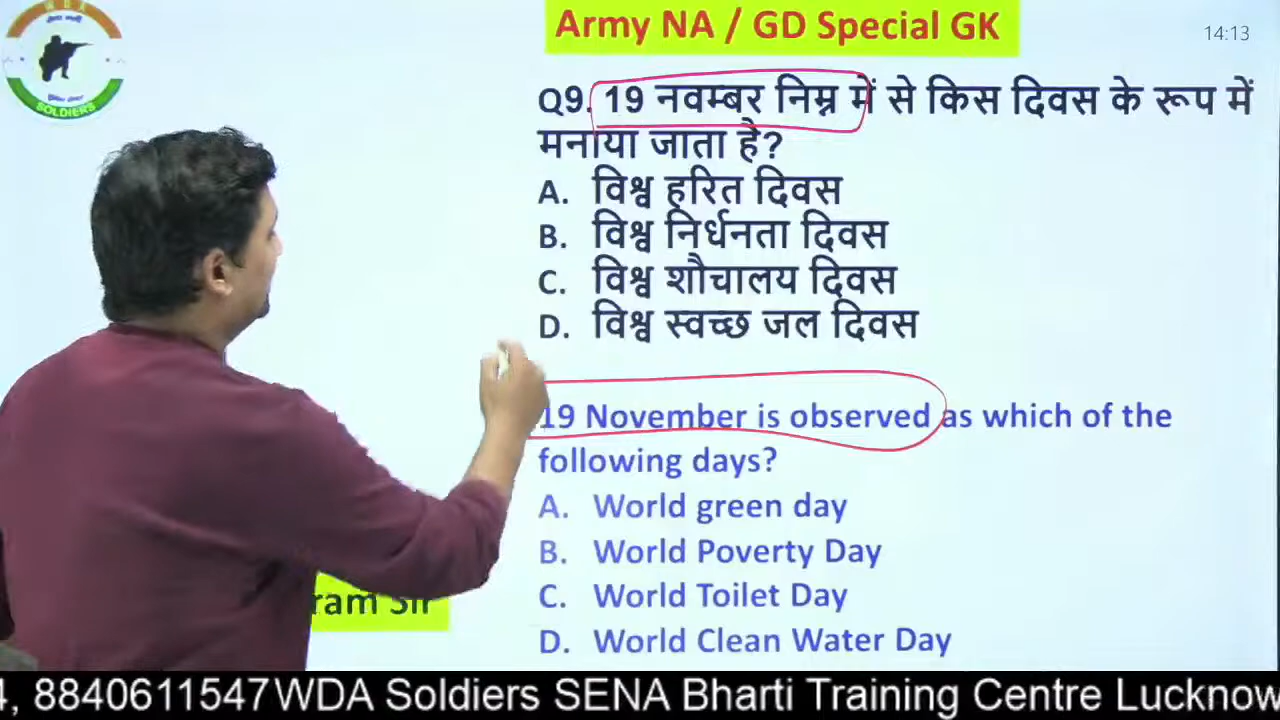 WDA
SOLDIERS
Army NA / GD Special GK
14:13
Q9. 19 नवम्बर निम्न में से किस दिवस के रूप में
मनाया जाता है?
A. विश्व हरित दिवस
B. विश्व निर्धनता दिवस
C. विश्व शौचालय दिवस
D. विश्व स्वच्छ जल दिवस
19 November is observed as which of the
following days?
A. World green day
B. World Poverty Day
C. World Toilet Day
D. World Clean Water Day
ram Sir
4, 8840611547WDA Soldiers SENA Bharti Training Centre Lucknow